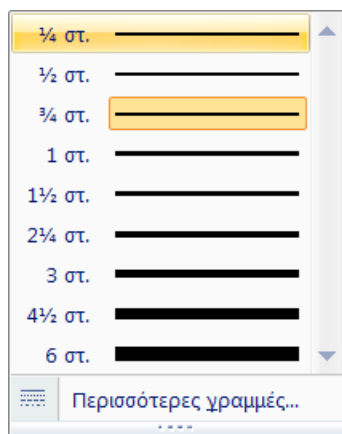 ¼ στ.
½ στ.
¾ στ.
1 στ.
1½ στ.
2¼ στ.
3 στ.
4½ στ.
6 στ.
Περισσότερες γραμμές...